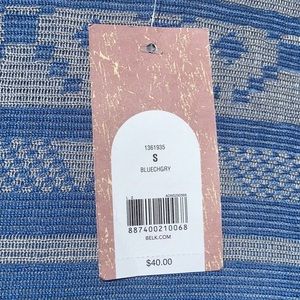 1361935
S
BLUECHGRY
887400210068
BELK.COM
$40.00